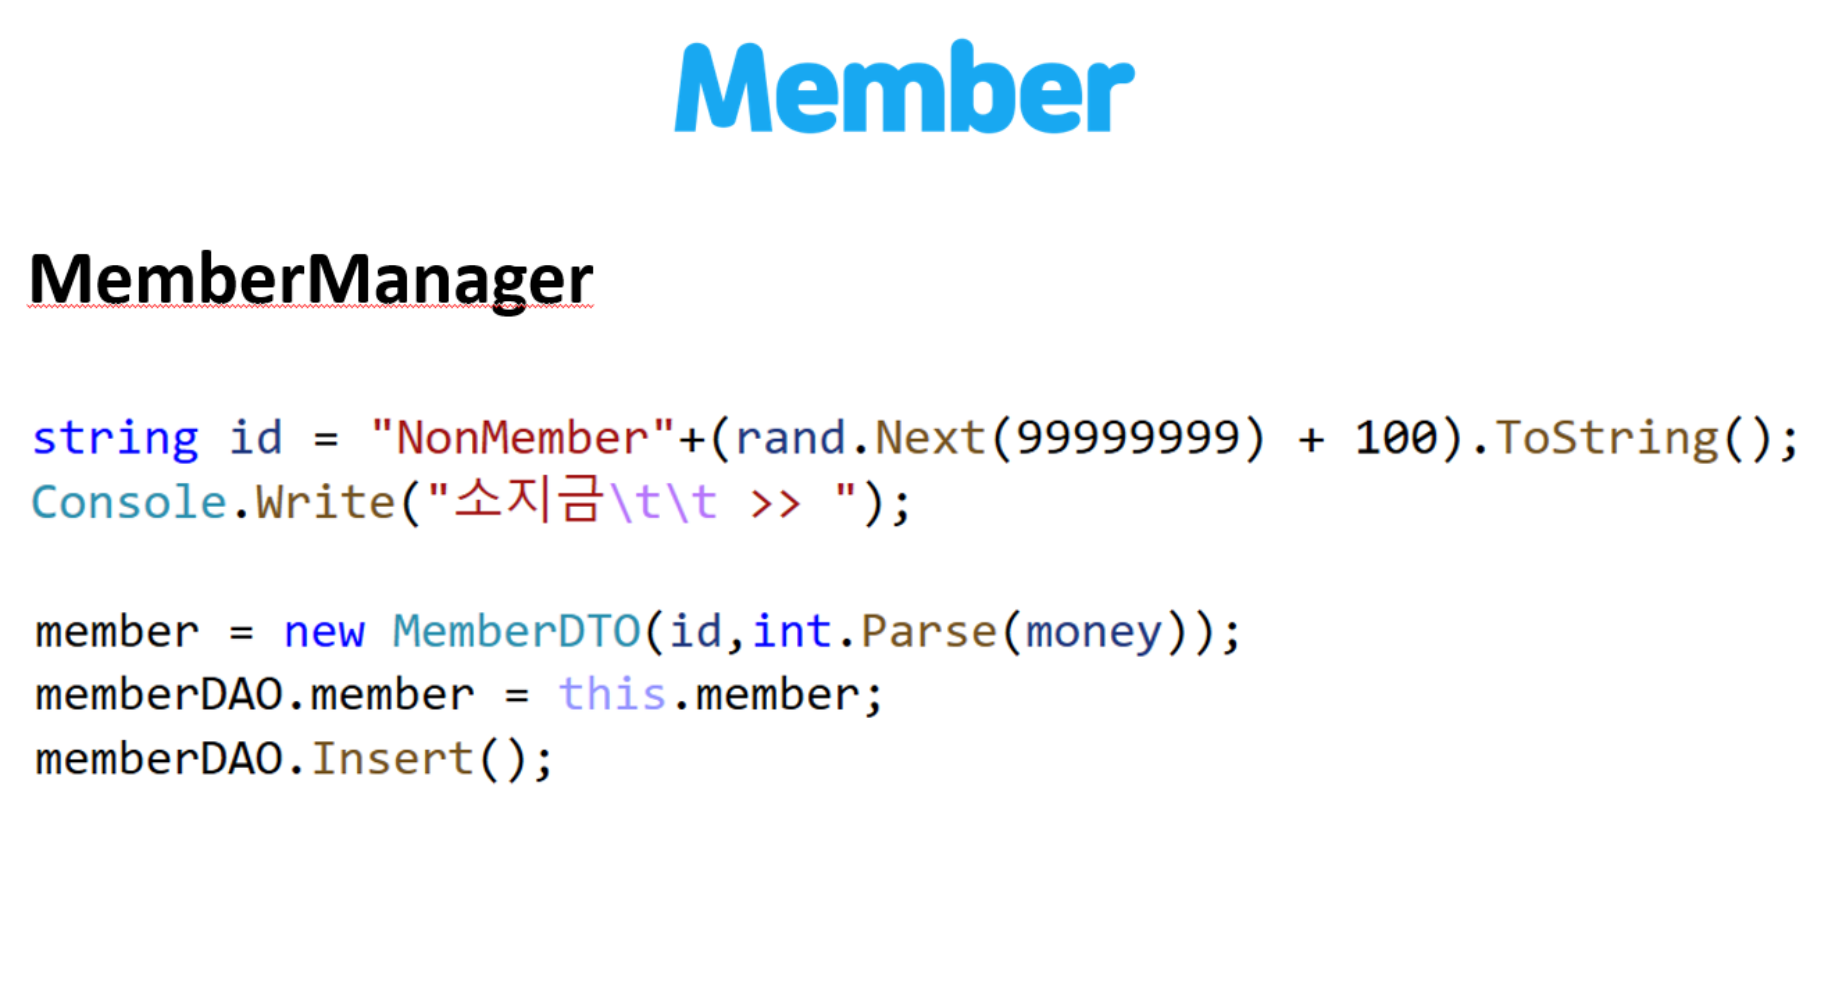 Member
MemberManager
string id = "NonMember"+(rand.Next(99999999) + 100).ToString();
Console.Write("소지금\t\t >> ");
member = new MemberDTO(id,int.Parse(money));
memberDAO.member = this.member;
memberDAO.Insert();